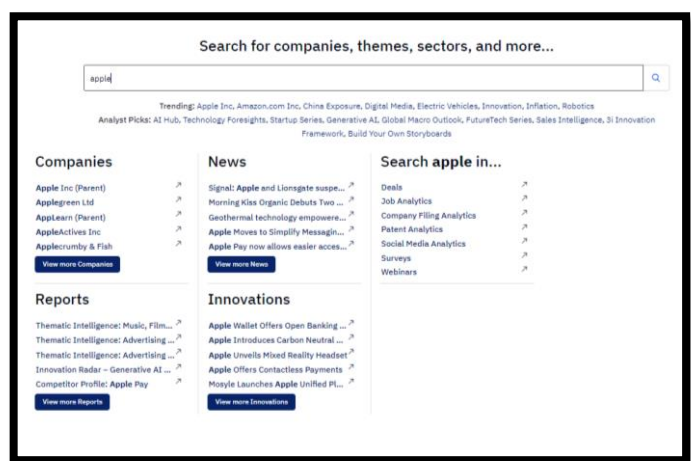 Search for companies, themes, sectors, and more...
apple
Trending: Apple Inc, Amazon.com Inc, China Exposure, Digital Media, Electric Vehicles, Innovation, Inflation, Robotics
Analyst Picks: AI Hub, Technology Foresights, Startup Series, Generative AI, Global Macro Outlook, FutureTech Series, Sales Intelligence, 3i Innovation
Framework, Build Your Own Storyboards
Companies
Apple Inc (Parent)
Applegreen Ltd
AppLearn (Parent)
AppleActives Inc
Applecrumby & Fish
View more Companies
News
Signal: Apple and Lionsgate suspe...
Morning Kiss Organic Debuts Two ...
Geothermal technology empowere...
Apple Moves to Simplify Messagin...
Apple Pay now allows easier acces...
View more News
Search apple in...
Deals
Job Analytics
Company Filing Analytics
Patent Analytics
Social Media Analytics
Surveys
Webinars
Reports
Thematic Intelligence: Music, Film...
Thematic Intelligence: Advertising ...
Thematic Intelligence: Advertising ...
Innovation Radar – Generative AI ...
Competitor Profile: Apple Pay
View more Reports
Innovations
Apple Wallet Offers Open Banking ...
Apple Introduces Carbon Neutral ...
Apple Unveils Mixed Reality Headset
Apple Offers Contactless Payments
Mosyle Launches Apple Unified Pl...
View more Innovations